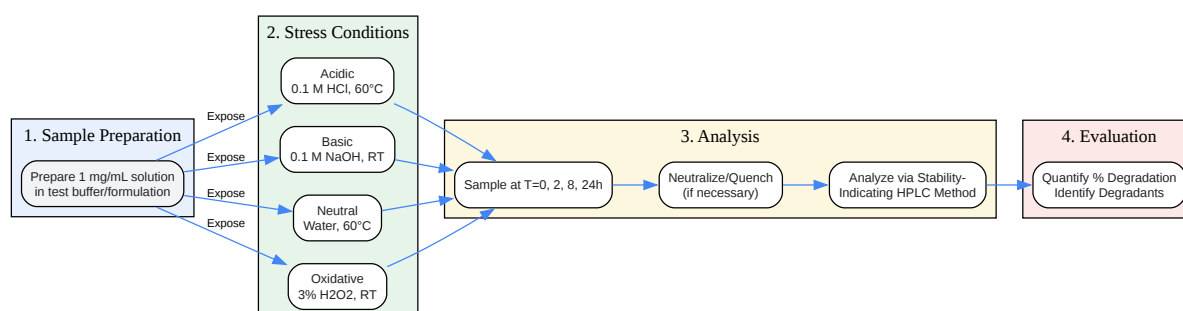 1. Sample Preparation
Prepare 1 mg/mL solution
in test buffer/formulation
Expose
Expose
Expose
Expose
2. Stress Conditions
Acidic
0.1 M HCl, 60°C
Basic
0.1 M NaOH, RT
Neutral
Water, 60°C
Oxidative
3% H2O2, RT
3. Analysis
Sample at T=0, 2, 8, 24h
Neutralize/Quench
(if necessary)
Analyze via Stability-
Indicating HPLC Method
4. Evaluation
Quantify % Degradation
Identify Degradants